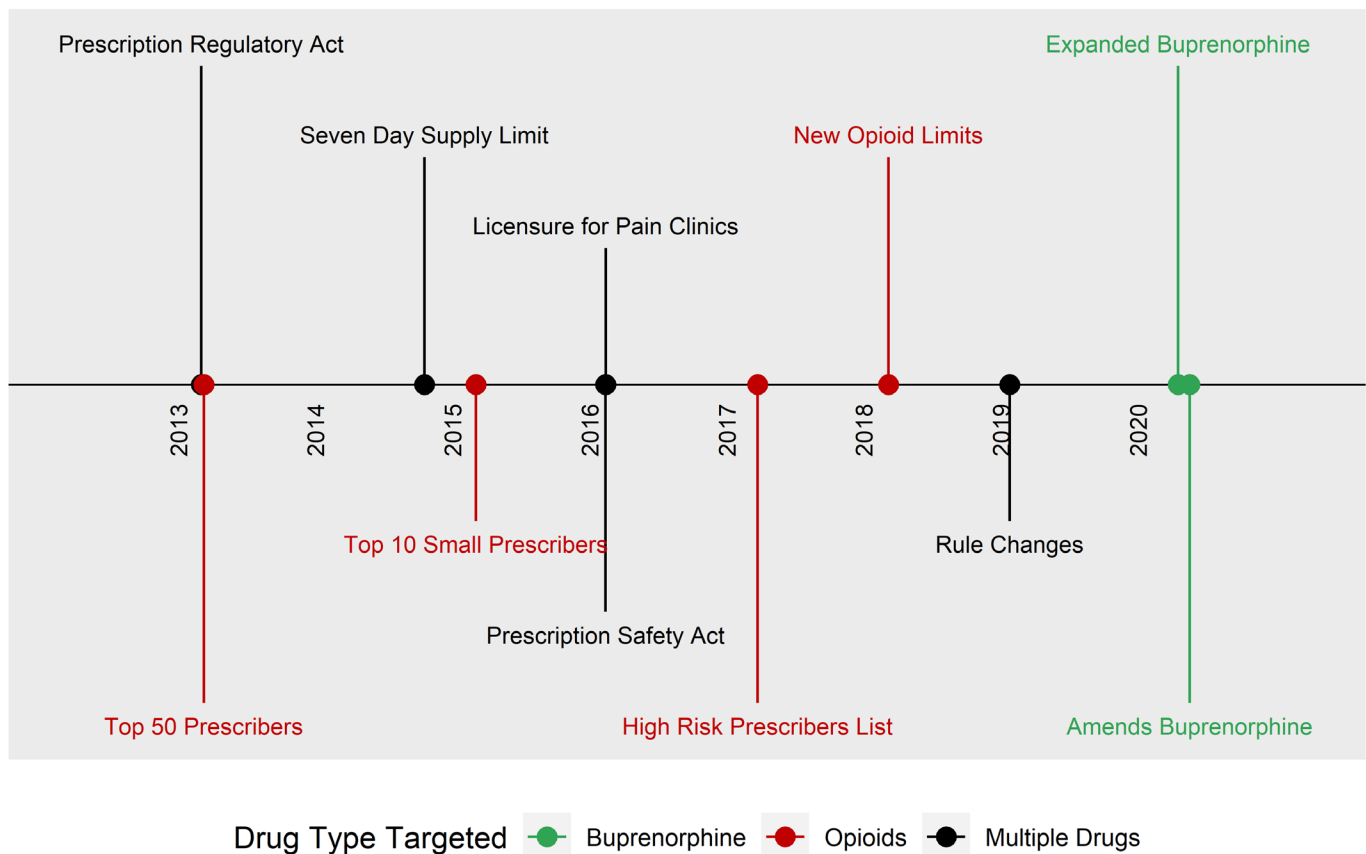 Prescription Regulatory Act
Expanded Buprenorphine
Seven Day Supply Limit
New Opioid Limits
Licensure for Pain Clinics
2013
2014
2015
2016
2017
2018
2019
2020
Top 10 Small Prescribers
Rule Changes
Prescription Safety Act
Top 50 Prescribers
High Risk Prescribers List
Amends Buprenorphine
Drug Type Targeted Buprenorphine Opioids Multiple Drugs